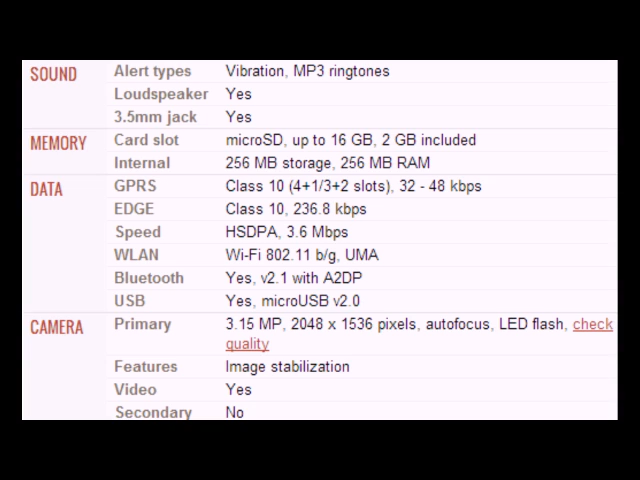 SOUND Alert types Vibration, MP3 ringtones
Loudspeaker Yes
3.5mm jack Yes
MEMORY Card slot microSD, up to 16 GB, 2 GB included
Internal 256 MB storage, 256 MB RAM
DATA GPRS Class 10 (4+1/3+2 slots), 32 - 48 kbps
EDGE Class 10, 236.8 kbps
Speed HSDPA, 3.6 Mbps
WLAN Wi-Fi 802.11 b/g, UMA
Bluetooth Yes, v2.1 with A2DP
USB Yes, microUSB v2.0
CAMERA Primary 3.15 MP, 2048 x 1536 pixels, autofocus, LED flash, check
quality
Features Image stabilization
Video Yes
Secondary No